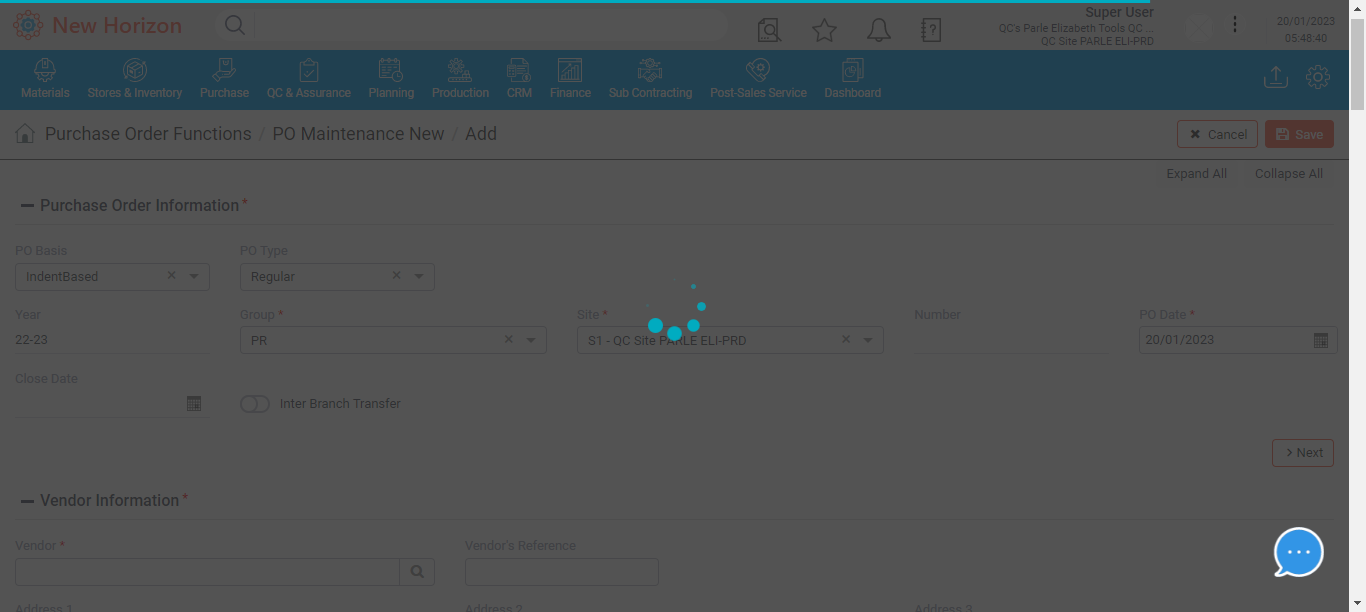 New Horizon
Super User
QC's Parle Elizabeth Tools QC ...
QC Site PARLE ELI-PRD
20/01/2023
05:48:40
Materials
Stores & Inventory
Purchase
QC & Assurance
Planning
Production
CRM
Finance
Sub Contracting
Post-Sales Service
Dashboard
Purchase Order Functions / PO Maintenance New / Add
Cancel
Save
Expand All
Collapse All
Purchase Order Information *
PO Basis
PO Type
IndentBased
Regular
Year
Group *
Site *
Number
PO Date *
22-23
PR
S1 - QC Site PARLE ELI-PRD
20/01/2023
Close Date
Inter Branch Transfer
Next
Vendor Information *
Vendor *
Vendor's Reference
Address 1
Address 2
Address 3